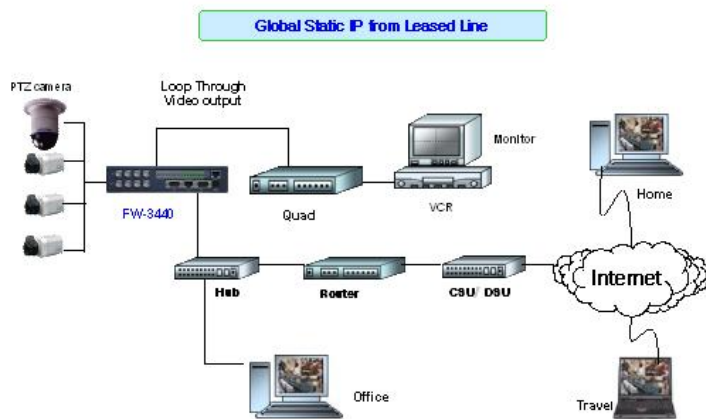 Global Static IP from Leased Line
PTZ camera
Loop Through
Video output
Monitor
FW-3440
Quad
VCR
Home
Hub
Router
CSU/ DSU
Internet
Office
Travel